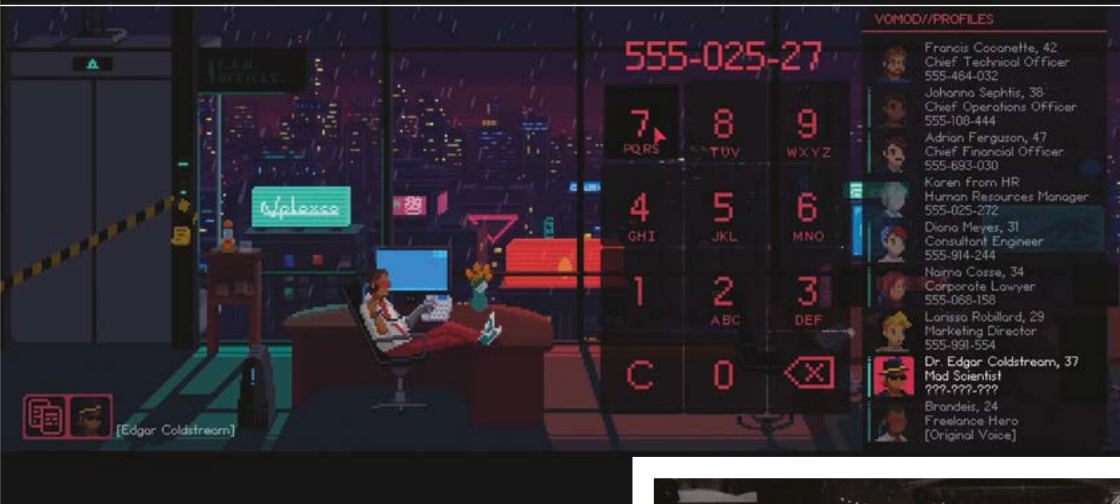 C.E.O.
OFFICES.
Uploxco
[Edgar Coldstream]
555-025-27
7
PQRS
8
TUV
9
WXYZ
4
GHI
5
JKL
6
MNO
1
2
ABC
3
DEF
C
0
VOMOD//PROFILES
Francis Cocanette, 42
Chief Technical Officer
555-464-032
Johanna Sephtis, 38
Chief Operations Officer
555-108-444
Adrian Ferguson, 47
Chief Financial Officer
555-693-030
Karen from HR
Human Resources Manager
555-025-272
Diana Meyes, 31
Consultant Engineer
555-914-244
Naima Cosse, 34
Corporate Lawyer
555-068-158
Larissa Robillard, 29
Marketing Director
555-991-554
Dr. Edgar Coldstream, 37
Mad Scientist
???-???-???
Brandeis, 24
Freelance Hero
[Original Voice]